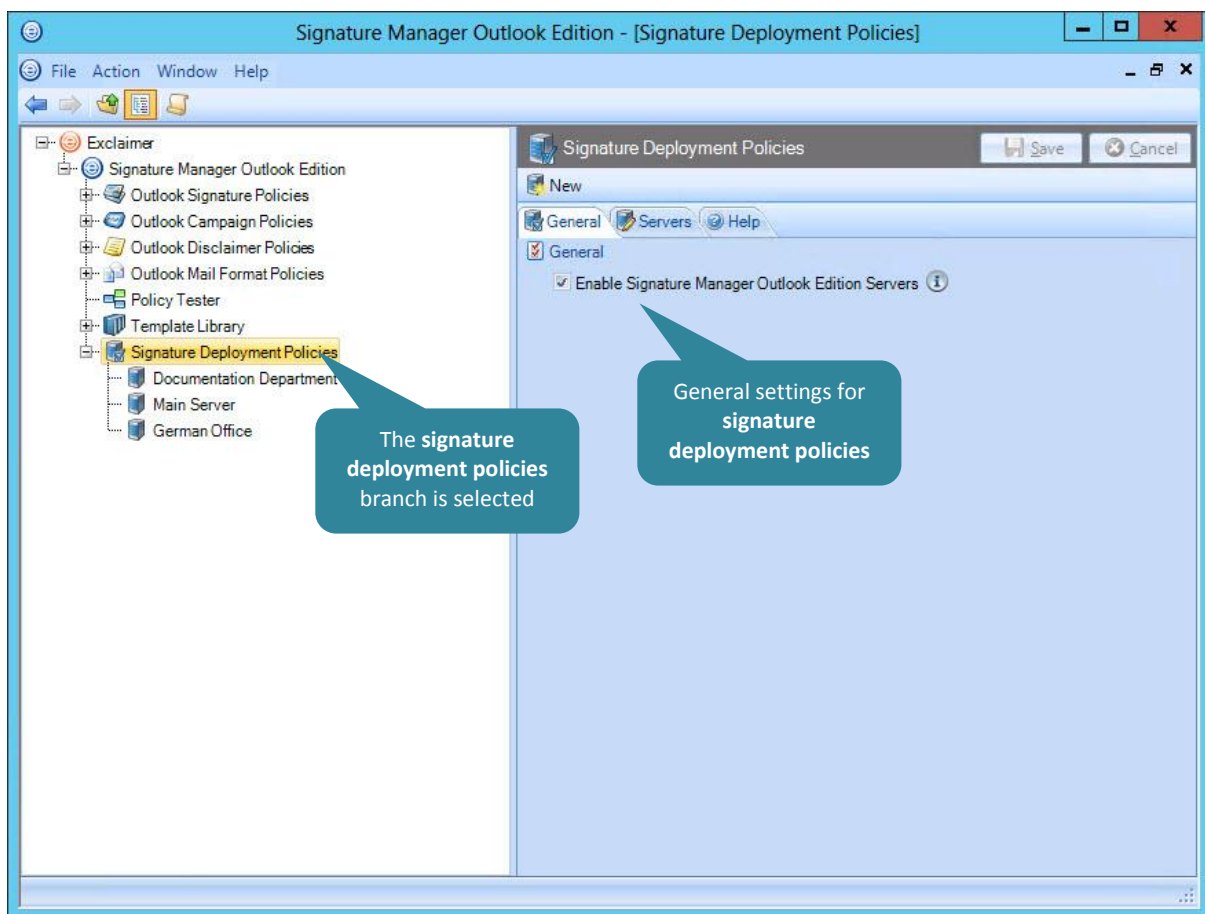 Signature Manager Outlook Edition - [Signature Deployment Policies]
File Action Window Help
Exclaimer
Signature Manager Outlook Edition
Outlook Signature Policies
Outlook Campaign Policies
Outlook Disclaimer Policies
Outlook Mail Format Policies
Policy Tester
Template Library
Signature Deployment Policies
Documentation Department
Main Server
German Office
The signature
deployment policies
branch is selected
Signature Deployment Policies
Save Cancel
New
General Servers Help
General
Enable Signature Manager Outlook Edition Servers
General settings for
signature
deployment policies